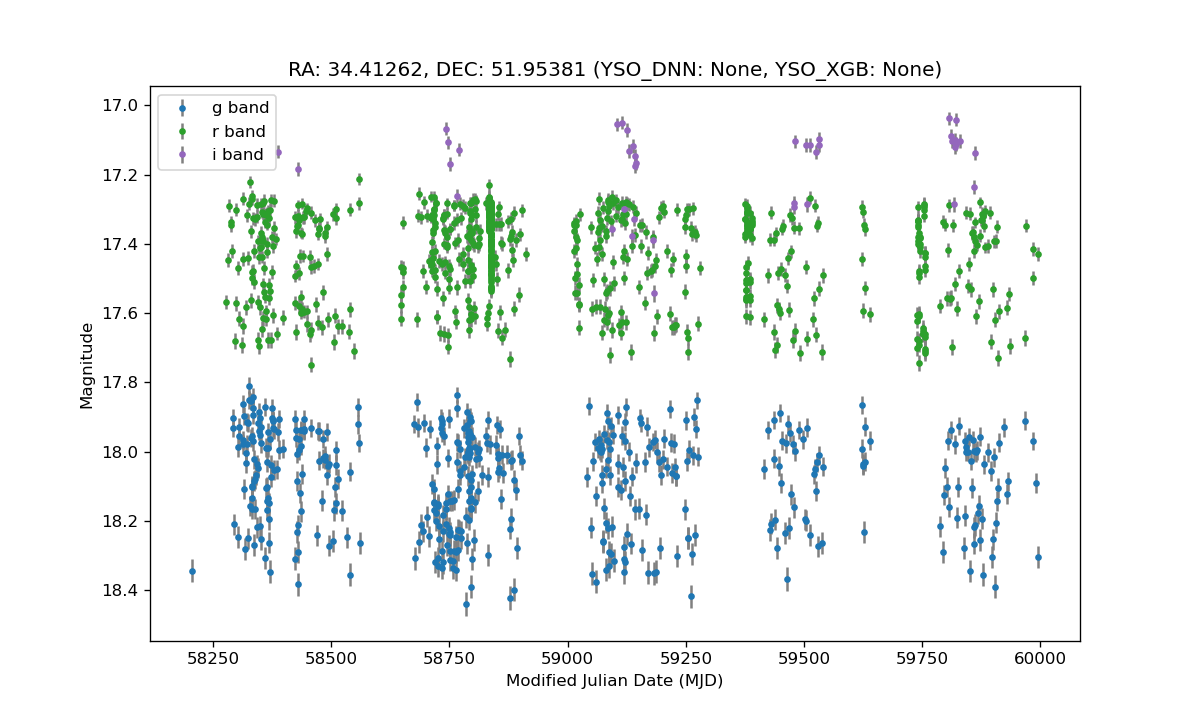 RA: 34.41262, DEC: 51.95381 (YSO_DNN: None, YSO_XGB: None)
g band
r band
i band
17.0
17.2
17.4
17.6
17.8
18.0
18.2
18.4
Magnitude
58250
58500
58750
59000
59250
59500
59750
60000
Modified Julian Date (MJD)